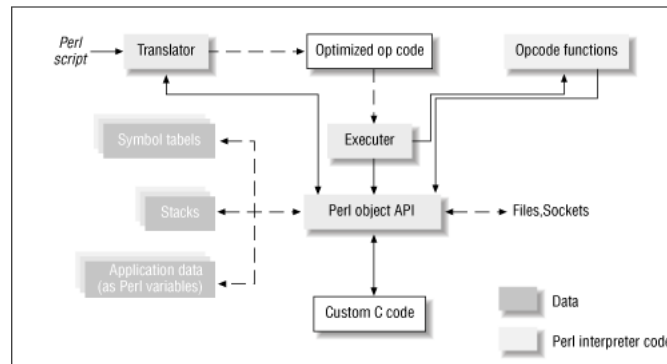 Perl
script
Translator
Optimized op code
Opcode functions
Symbol tabels
Executer
Stacks
Perl object API
Files,Sockets
Application data
(as Perl variables)
Custom C code
Data
Perl interpreter code